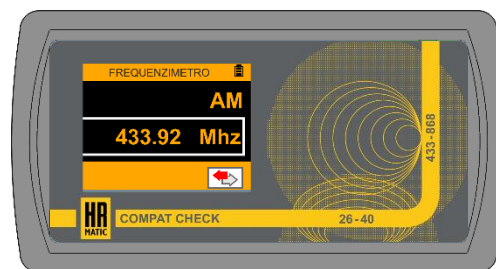 FREQUENZIMETRO
AM
433.92 Mhz
433-868
HR
MATIC
COMPAT CHECK
26-40